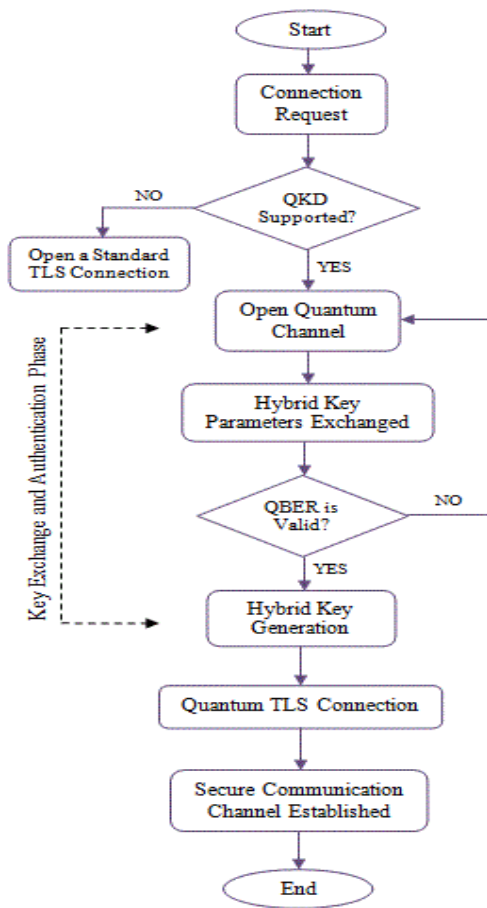 Start
Connection
Request
QKD
Supported?
NO
Open a Standard
TLS Connection
YES
Open Quantum
Channel
Key Exchange and Authentication Phase
Hybrid Key
Parameters Exchanged
QBER is
Valid?
NO
YES
Hybrid Key
Generation
Quantum TLS Connection
Secure Communication
Channel Established
End